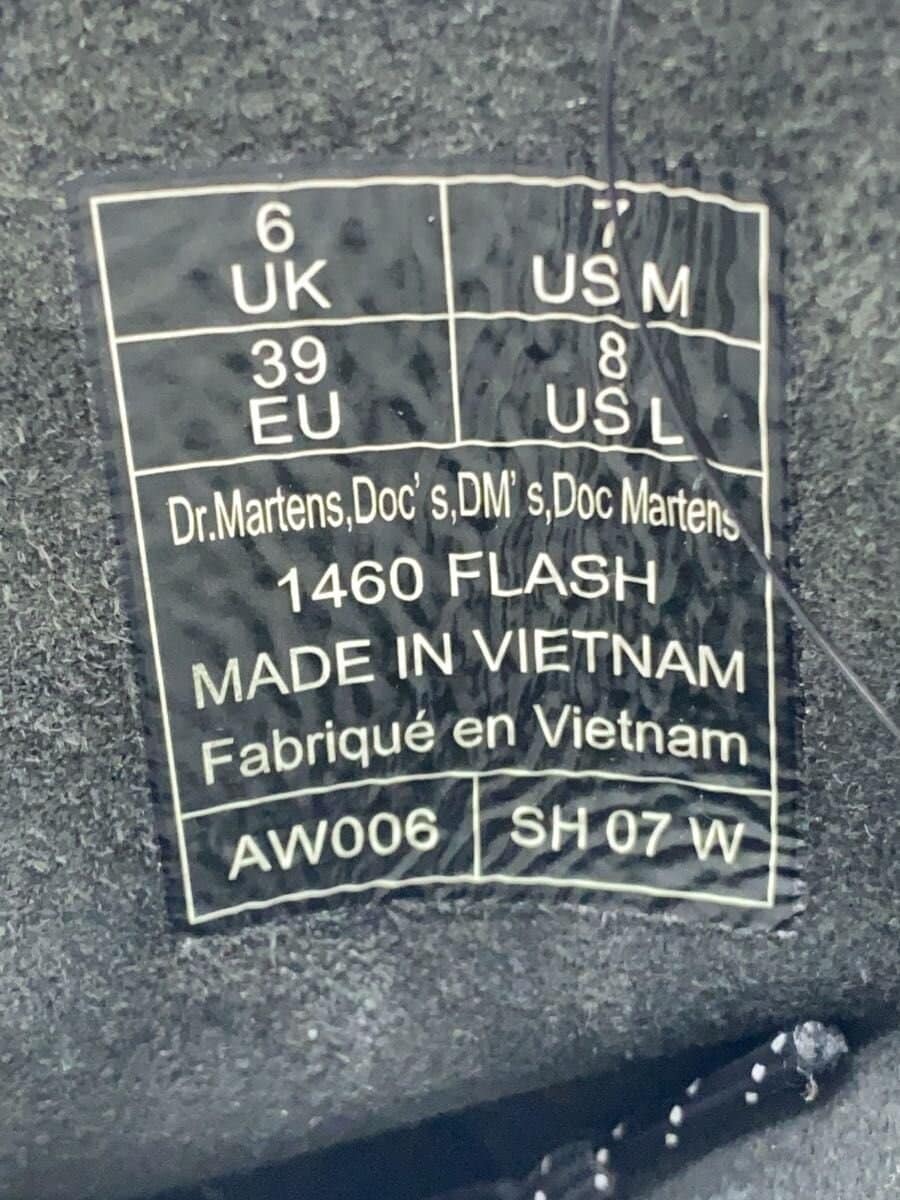 6
UK
7
US M
39
EU
8
US L
Dr.Martens,Doc' s,DM' s,Doc Martens
1460 FLASH
MADE IN VIETNAM
Fabriqué en Vietnam
AW006
SH 07 W